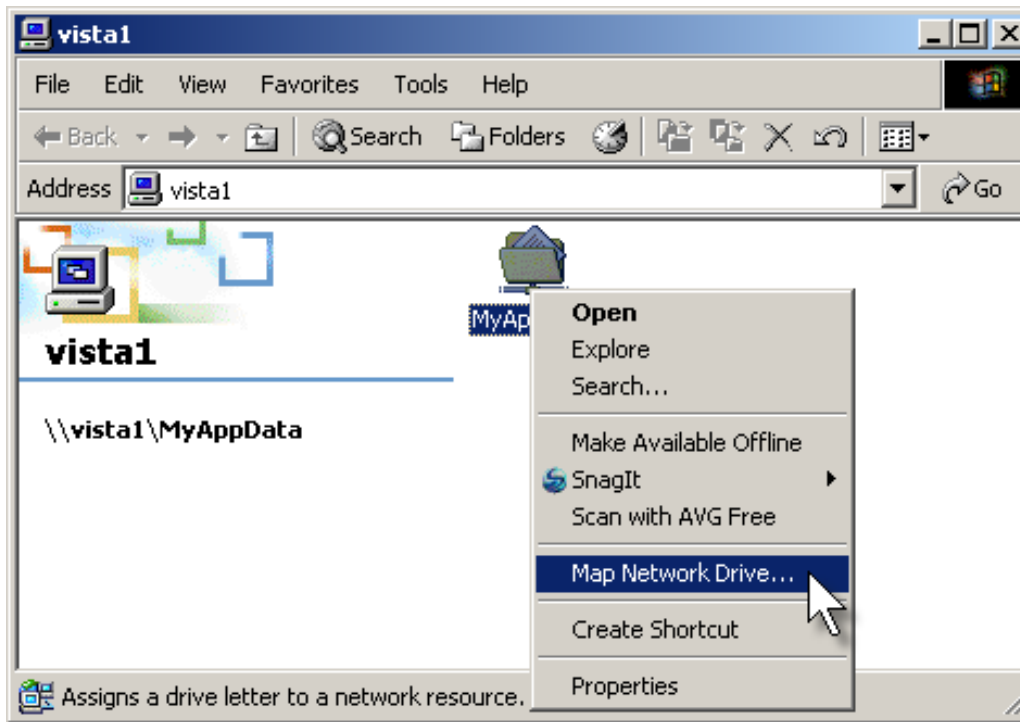 vista1
File Edit View Favorites Tools Help
Back Search Folders
Address vista1 Go
MyAp
vista1
\\vista1\MyAppData
Open
Explore
Search...
Make Available Offline
SnagIt
Scan with AVG Free
Map Network Drive...
Create Shortcut
Properties
Assigns a drive letter to a network resource.